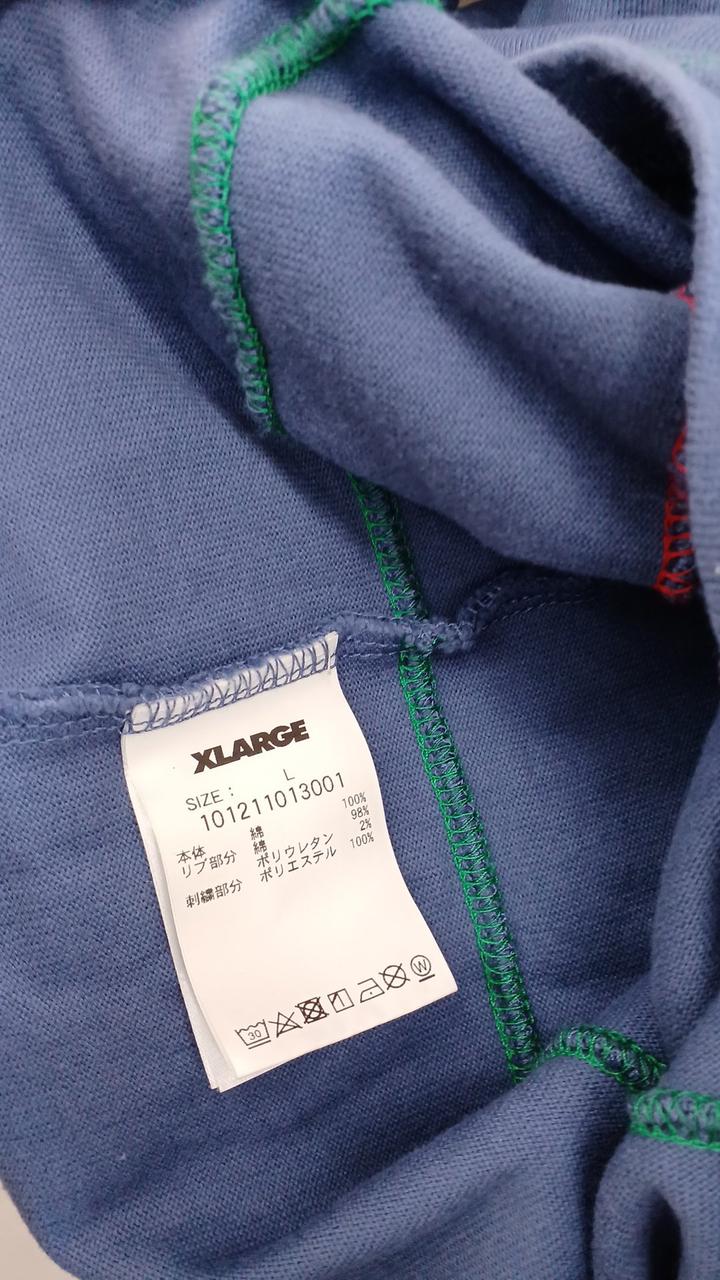 XLARGE
SIZE : L
101211013001
本体 綿 100%
リブ部分 綿 98%
ポリウレタン 2%
刺繍部分 ポリエステル 100%
30
W